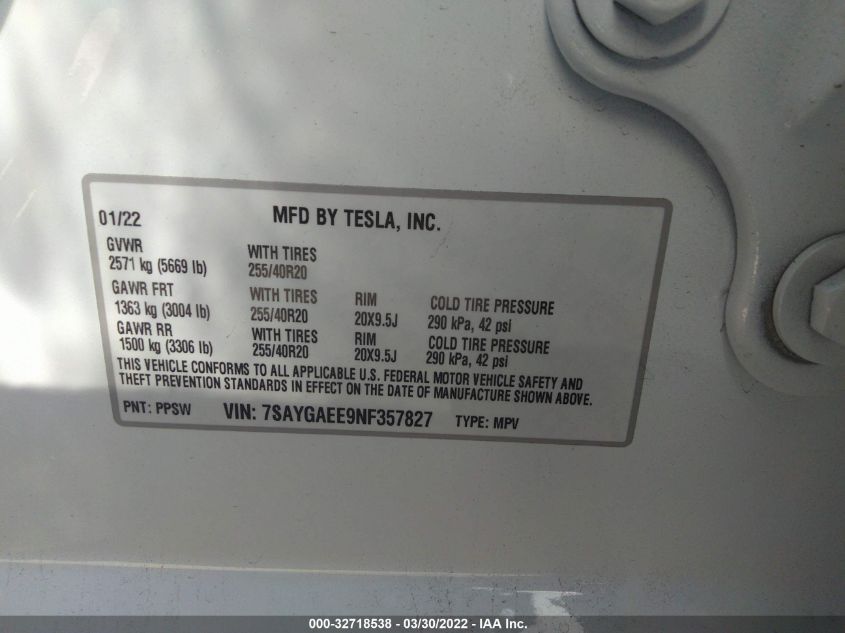 01/22 MFD BY TESLA, INC.
GVWR
2571 kg (5669 lb) WITH TIRES
255/40R20
GAWR FRT WITH TIRES RIM COLD TIRE PRESSURE
1363 kg (3004 lb) 255/40R20 20X9.5J 290 kPa, 42 psi
GAWR RR WITH TIRES RIM COLD TIRE PRESSURE
1500 kg (3306 lb) 255/40R20 20X9.5J 290 kPa, 42 psi
THIS VEHICLE CONFORMS TO ALL APPLICABLE U.S. FEDERAL MOTOR VEHICLE SAFETY AND
THEFT PREVENTION STANDARDS IN EFFECT ON THE DATE OF MANUFACTURE SHOWN ABOVE.
PNT: PPSW VIN: 7SAYGAEE9NF357827 TYPE: MPV
000-32718538 - 03/30/2022 - IAA Inc.